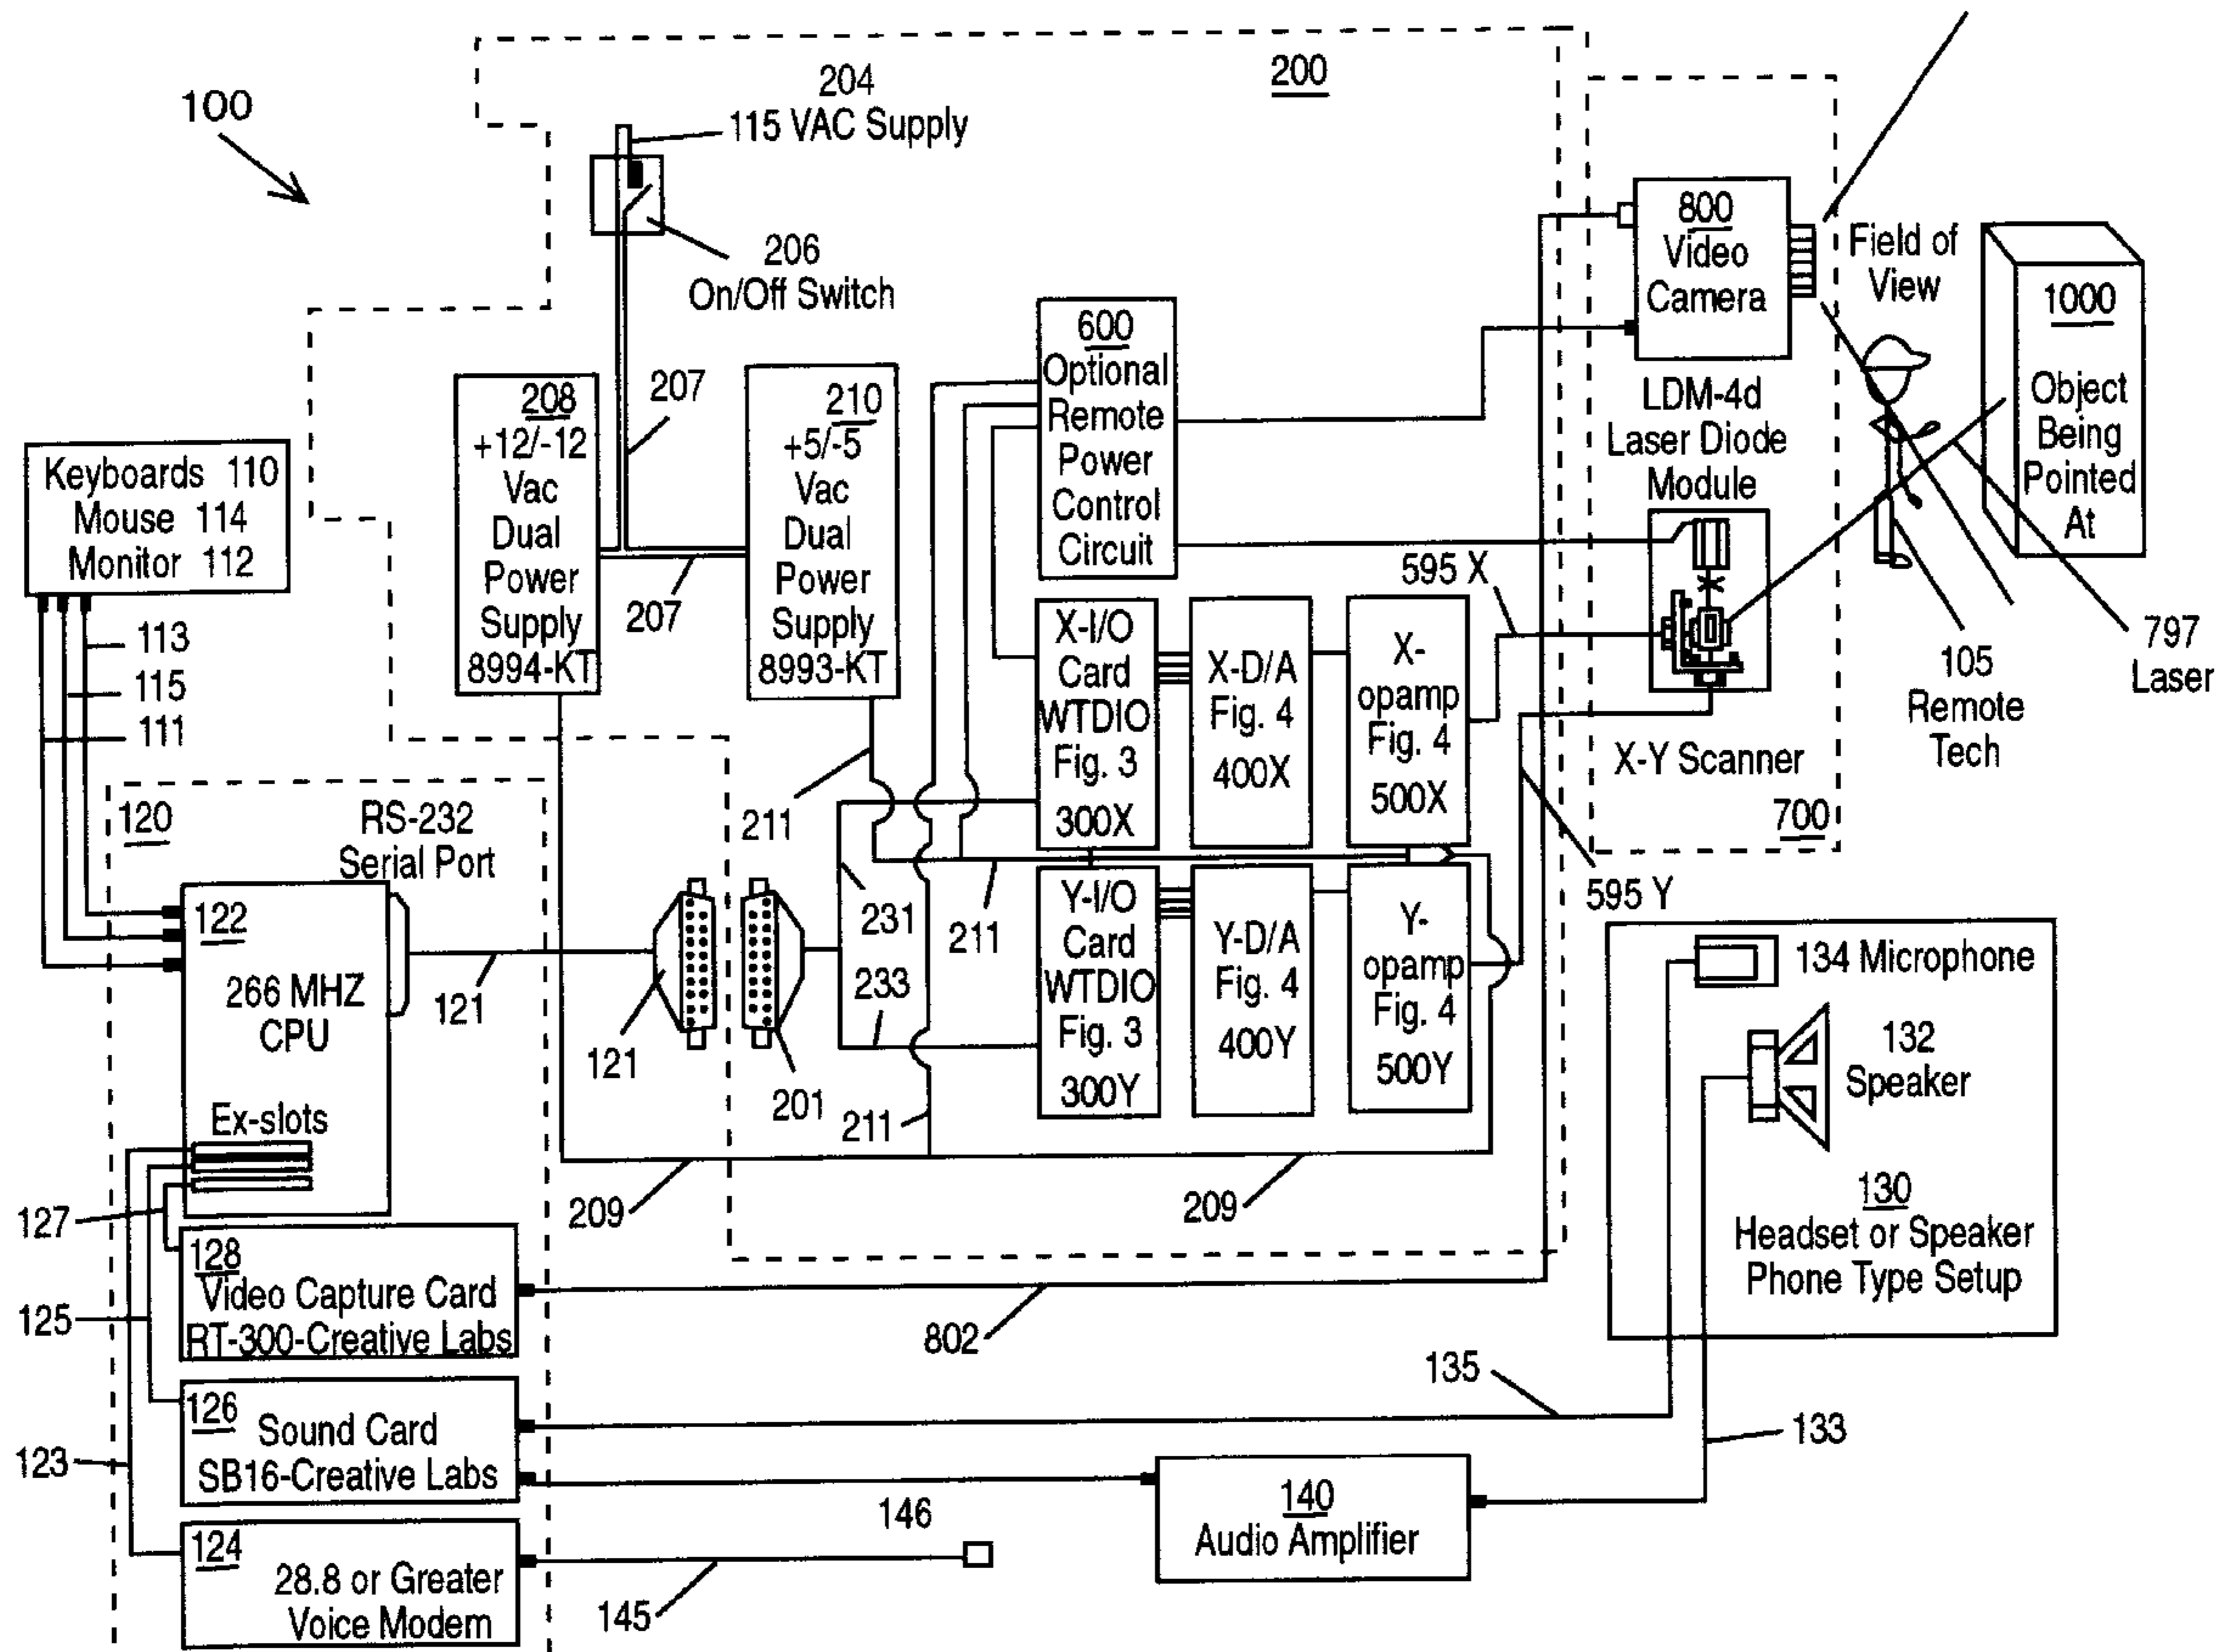 100
204
115 VAC Supply
200
206
On/Off Switch
207
207
208
+12/-12
Vac
Dual
Power
Supply
8994-KT
210
+5/-5
Vac
Dual
Power
Supply
8993-KT
600
Optional
Remote
Power
Control
Circuit
800
Video
Camera
Field of
View
1000
Object
Being
Pointed
At
LDM-4d
Laser Diode
Module
595 X
X-Y Scanner
700
595 Y
105
Remote
Tech
797
Laser
Keyboards 110
Mouse 114
Monitor 112
113
115
111
120
RS-232
Serial Port
122
266 MHZ
CPU
Ex-slots
121
121
201
211
211
211
211
231
233
X-I/O
Card
WTDIO
Fig. 3
300X
X-D/A
Fig. 4
400X
X-
opamp
Fig. 4
500X
Y-I/O
Card
WTDIO
Fig. 3
300Y
Y-D/A
Fig. 4
400Y
Y-
opamp
Fig. 4
500Y
209
209
134 Microphone
132
Speaker
130
Headset or Speaker
Phone Type Setup
127
125
123
128
Video Capture Card
RT-300-Creative Labs
802
126
Sound Card
SB16-Creative Labs
135
133
124
28.8 or Greater
Voice Modem
145
146
140
Audio Amplifier